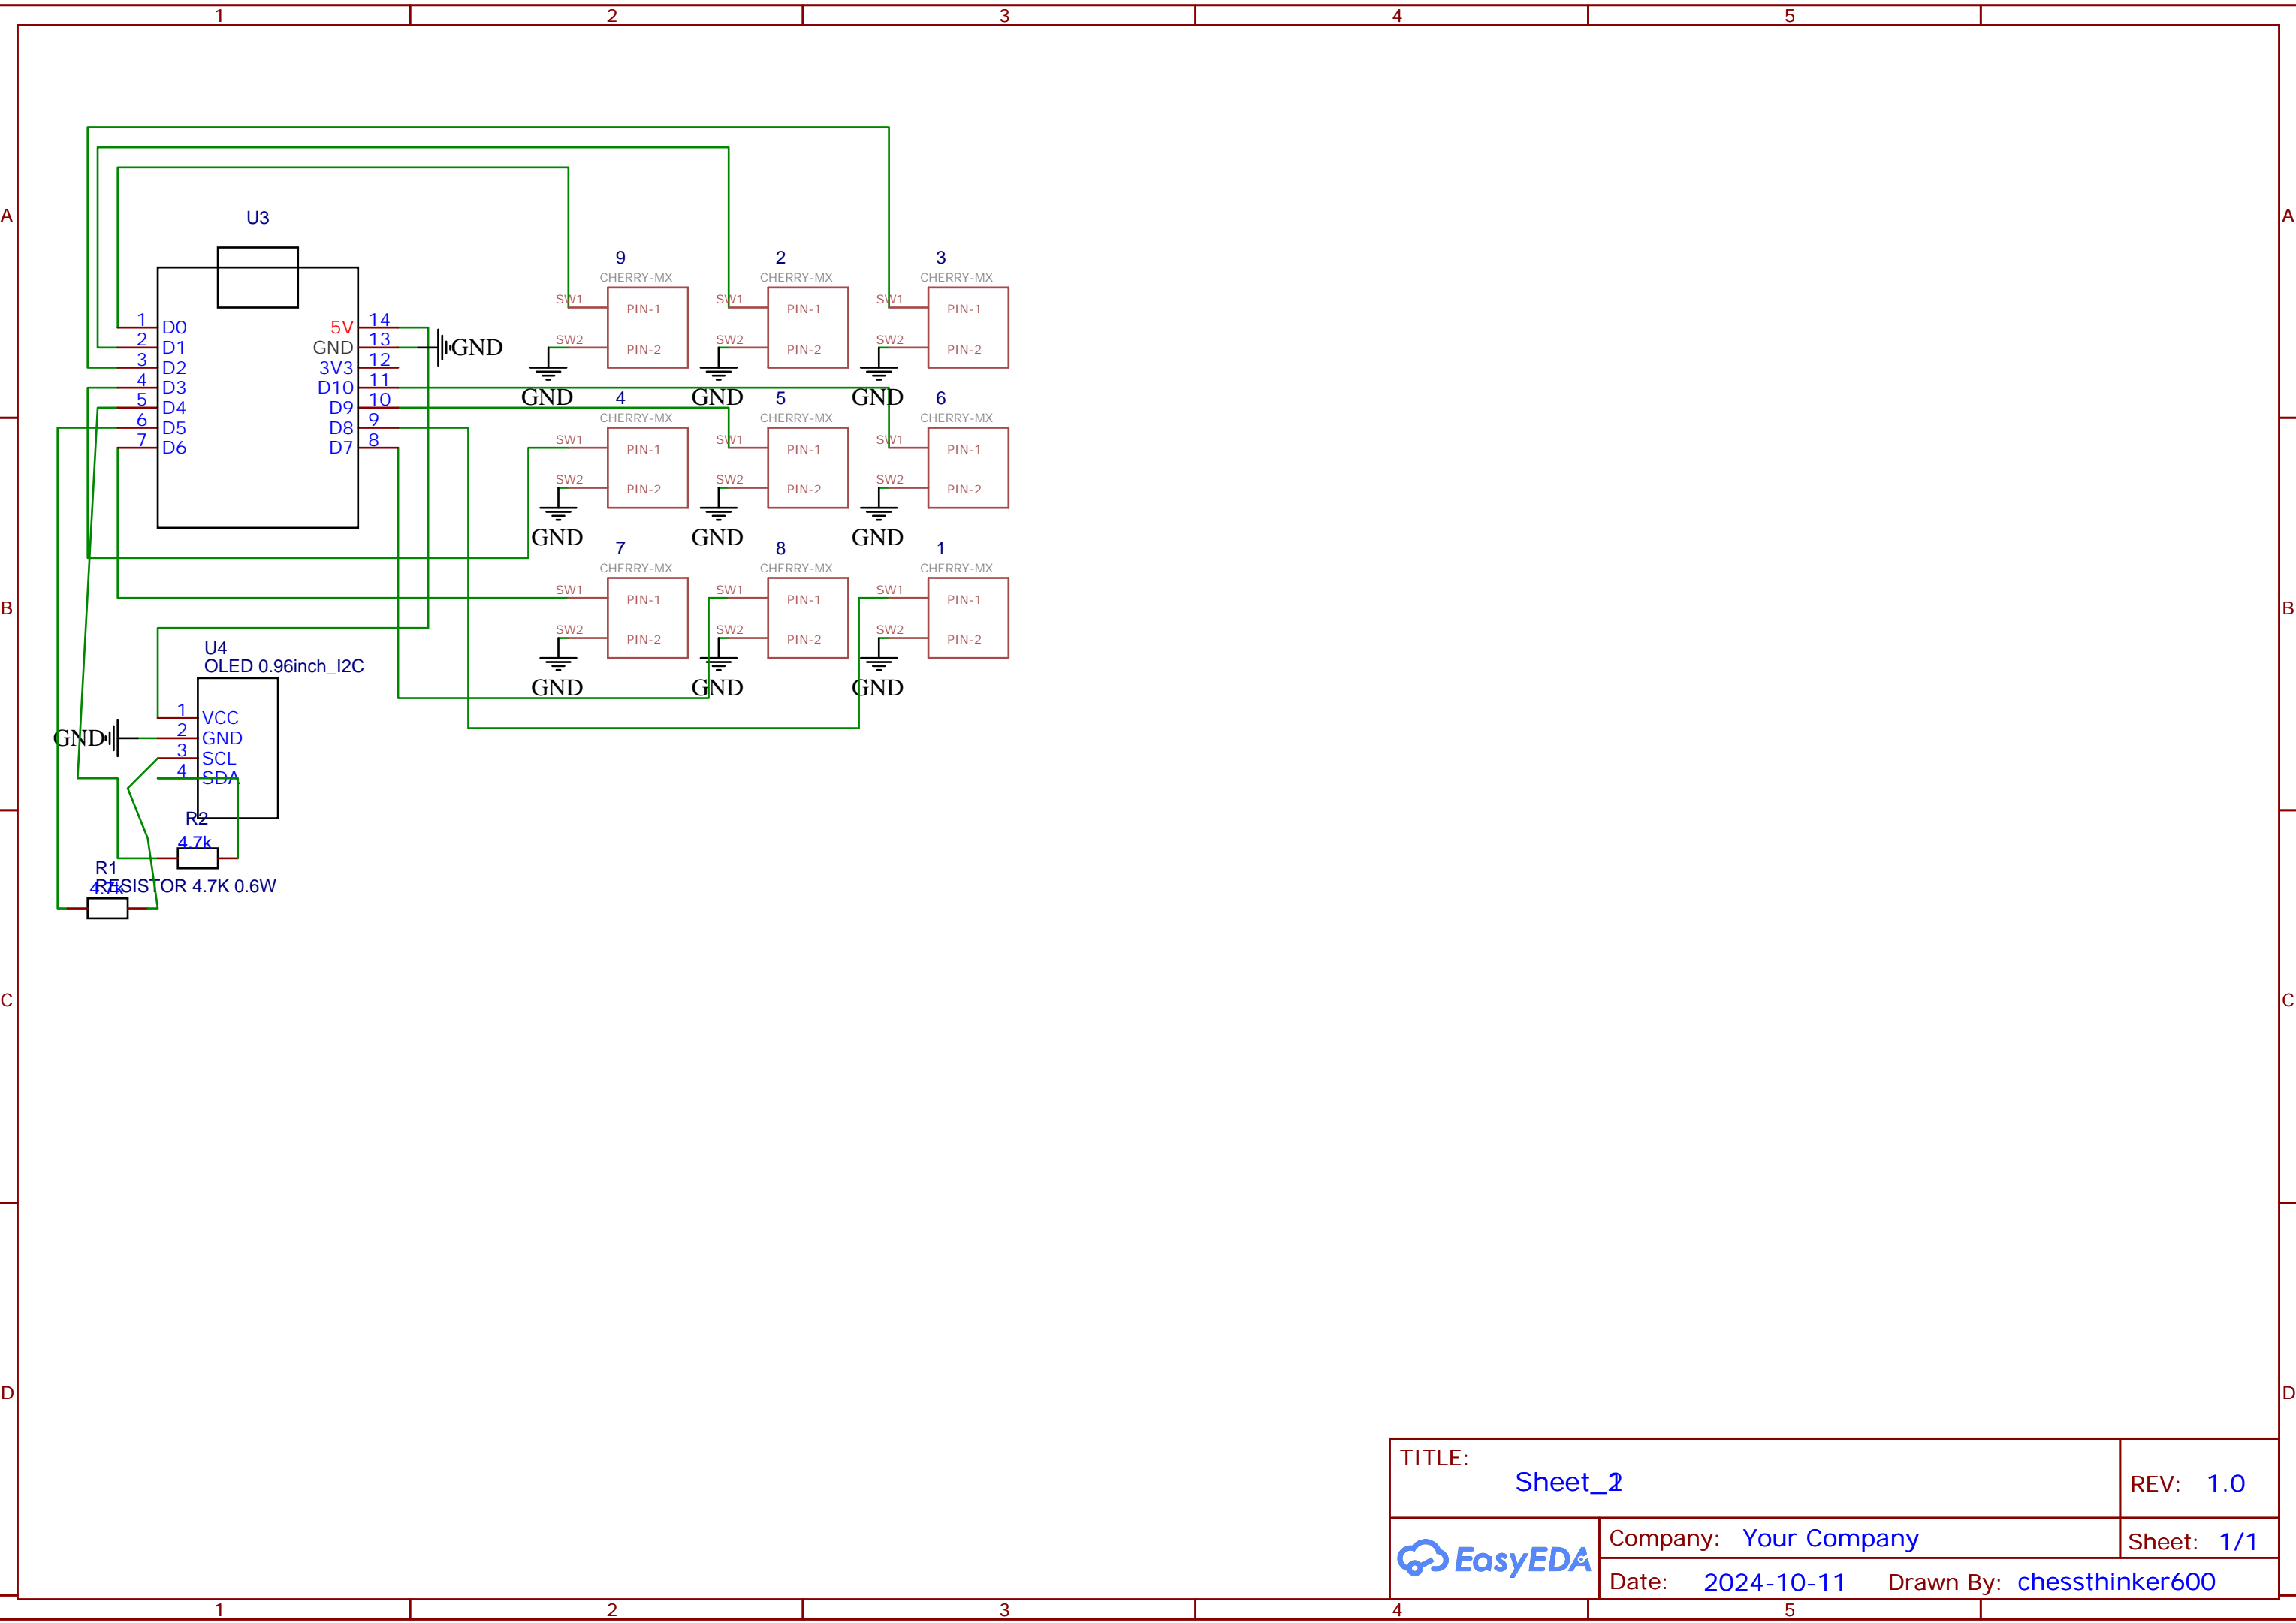 1 2 3 4 5
A A
U3
9 2 3
CHERRY-MX CHERRY-MX CHERRY-MX
SW1 PIN-1 SW1 PIN-1 SW1 PIN-1
1 D0 5V 14
2 D1 GND 13 GND
SW2 PIN-2 SW2 PIN-2 SW2 PIN-2
3 D2 3V3 12
4 D3 D10 11
GND GND GND
5 D4 D9 10
4 5 6
CHERRY-MX CHERRY-MX CHERRY-MX
6 D5 D8 9
7 D6 D7 8
SW1 PIN-1 SW1 PIN-1 SW1 PIN-1
SW2 PIN-2 SW2 PIN-2 SW2 PIN-2
GND GND GND
7 8 1
CHERRY-MX CHERRY-MX CHERRY-MX
SW1 PIN-1 SW1 PIN-1 SW1 PIN-1
B B
SW2 PIN-2 SW2 PIN-2 SW2 PIN-2
GND GND GND
U4
OLED 0.96inch_I2C
1 VCC
GND 2 GND
3 SCL
4 SDA
R2
4.7k
R1
RESISTOR 4.7K 0.6W
4.7k
C C
D D
TITLE:
Sheet_
REV: 1.0
EasyEDA
Company: Your Company
Sheet: 1/1
Date: 2024-10-11 Drawn By: chessthinker600
1 2 3 4 5